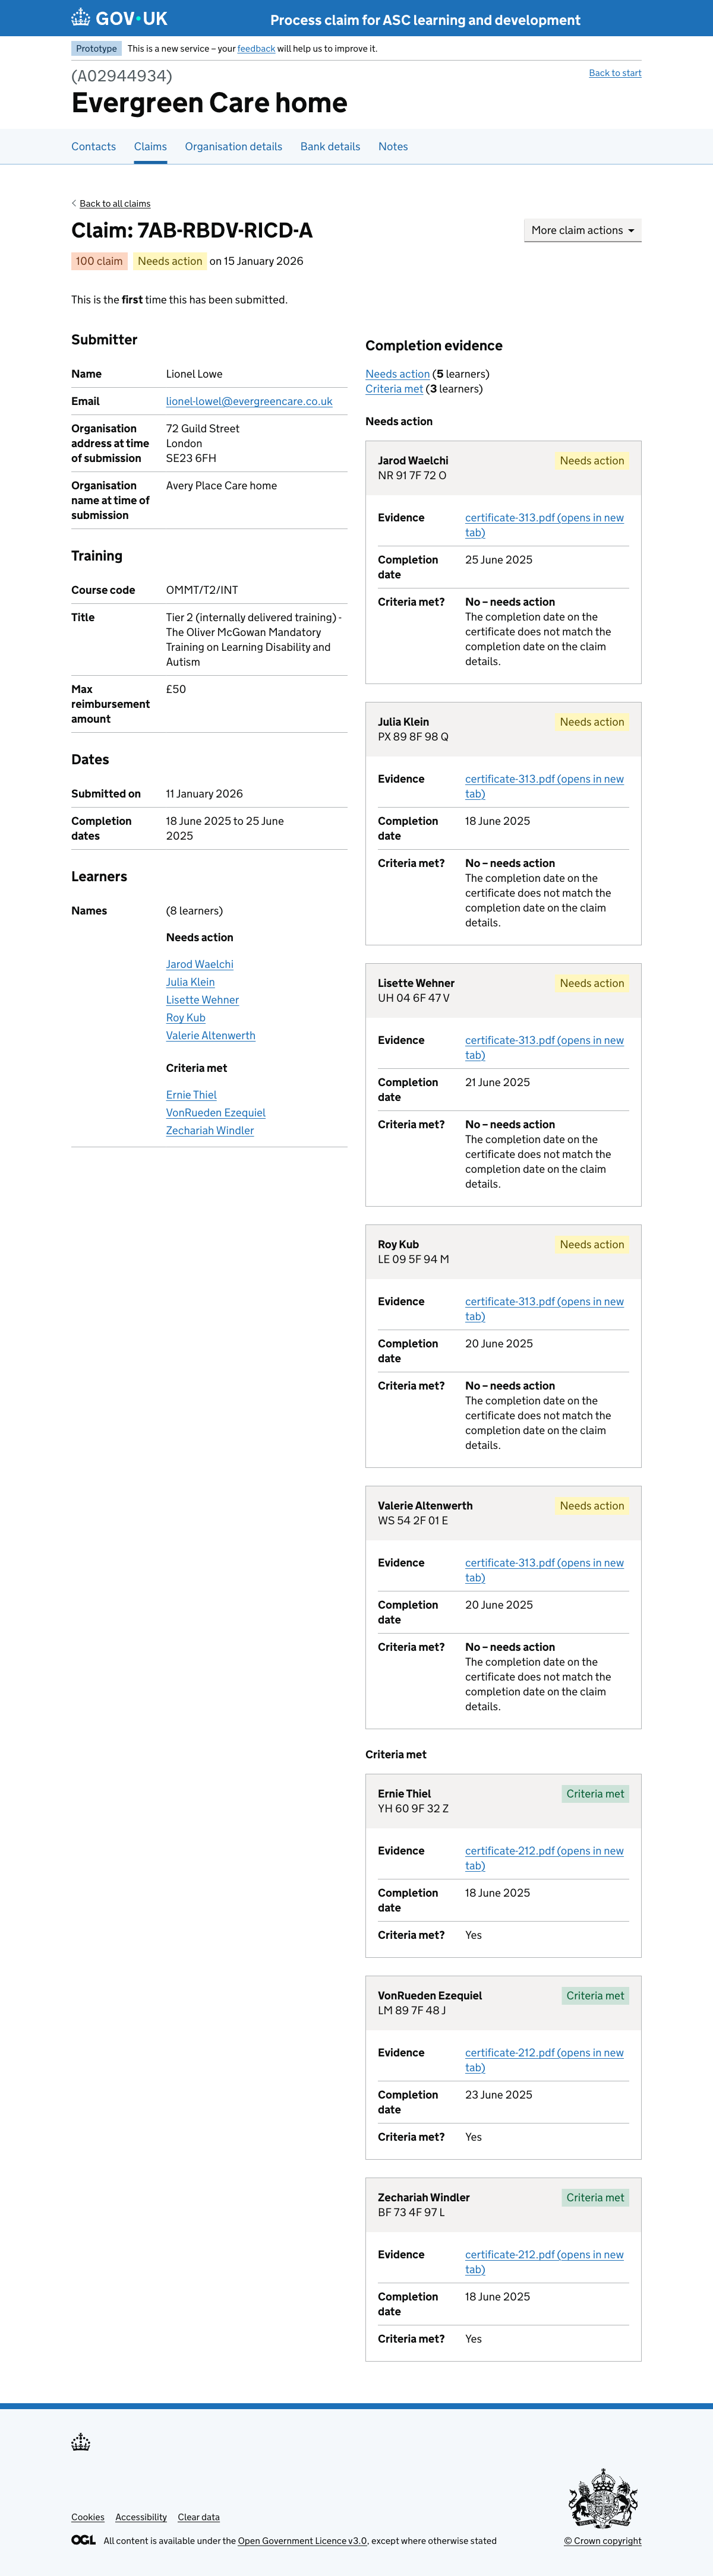 GOV.UK
Process claim for ASC learning and development
Prototype
This is a new service – your feedback will help us to improve it.
(A02944934)
Back to start
Evergreen Care home
Contacts
Claims
Organisation details
Bank details
Notes
Back to all claims
Claim: 7AB-RBDV-RICD-A
More claim actions
100 claim
Needs action
on 15 January 2026
This is the first time this has been submitted.
Submitter
Name
Lionel Lowe
Email
lionel-lowel@evergreencare.co.uk
Organisation
address at time
of submission
72 Guild Street
London
SE23 6FH
Organisation
name at time of
submission
Avery Place Care home
Training
Course code
OMMT/T2/INT
Title
Tier 2 (internally delivered training) -
The Oliver McGowan Mandatory
Training on Learning Disability and
Autism
Max
reimbursement
amount
£50
Dates
Submitted on
11 January 2026
Completion
dates
18 June 2025 to 25 June
2025
Learners
Names
(8 learners)
Needs action
Jarod Waelchi
Julia Klein
Lisette Wehner
Roy Kub
Valerie Altenwerth
Criteria met
Ernie Thiel
VonRueden Ezequiel
Zechariah Windler
Completion evidence
Needs action (5 learners)
Criteria met (3 learners)
Needs action
Jarod Waelchi
NR 91 7F 72 O
Needs action
Evidence
certificate-313.pdf (opens in new
tab)
Completion
date
25 June 2025
Criteria met?
No – needs action
The completion date on the
certificate does not match the
completion date on the claim
details.
Julia Klein
PX 89 8F 98 Q
Needs action
Evidence
certificate-313.pdf (opens in new
tab)
Completion
date
18 June 2025
Criteria met?
No – needs action
The completion date on the
certificate does not match the
completion date on the claim
details.
Lisette Wehner
UH 04 6F 47 V
Needs action
Evidence
certificate-313.pdf (opens in new
tab)
Completion
date
21 June 2025
Criteria met?
No – needs action
The completion date on the
certificate does not match the
completion date on the claim
details.
Roy Kub
LE 09 5F 94 M
Needs action
Evidence
certificate-313.pdf (opens in new
tab)
Completion
date
20 June 2025
Criteria met?
No – needs action
The completion date on the
certificate does not match the
completion date on the claim
details.
Valerie Altenwerth
WS 54 2F 01 E
Needs action
Evidence
certificate-313.pdf (opens in new
tab)
Completion
date
20 June 2025
Criteria met?
No – needs action
The completion date on the
certificate does not match the
completion date on the claim
details.
Criteria met
Ernie Thiel
YH 60 9F 32 Z
Criteria met
Evidence
certificate-212.pdf (opens in new
tab)
Completion
date
18 June 2025
Criteria met?
Yes
VonRueden Ezequiel
LM 89 7F 48 J
Criteria met
Evidence
certificate-212.pdf (opens in new
tab)
Completion
date
23 June 2025
Criteria met?
Yes
Zechariah Windler
BF 73 4F 97 L
Criteria met
Evidence
certificate-212.pdf (opens in new
tab)
Completion
date
18 June 2025
Criteria met?
Yes
Cookies
Accessibility
Clear data
OGL
All content is available under the Open Government Licence v3.0, except where otherwise stated
© Crown copyright